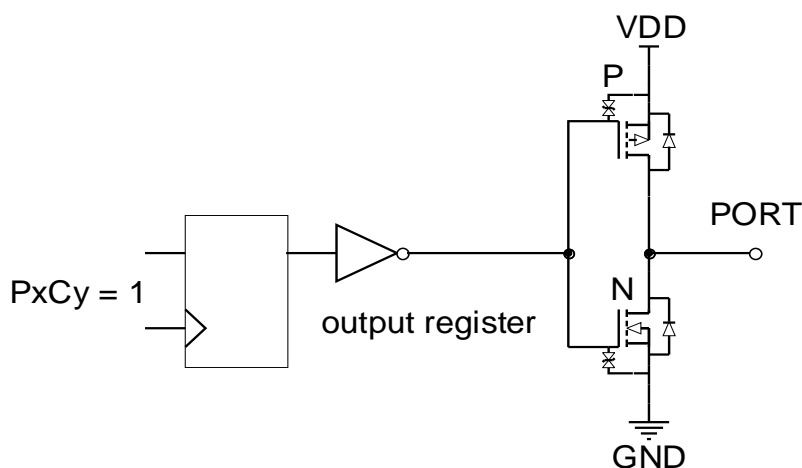 VDD
P
PORT
PxCy = 1
N
output register
GND